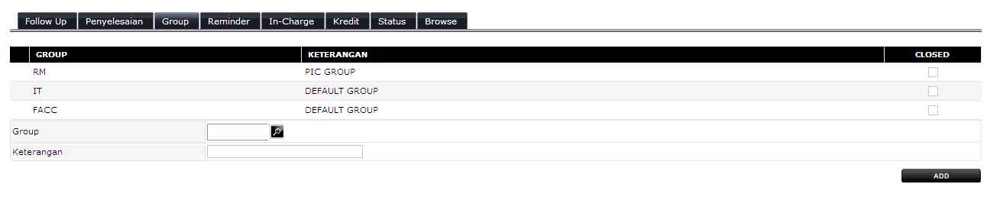 Follow Up Penyelesaian Group Reminder In-Charge Kredit Status Browse
GROUP KETERANGAN CLOSED
RM PIC GROUP
IT DEFAULT GROUP
FACC DEFAULT GROUP
Group
Keterangan
ADD